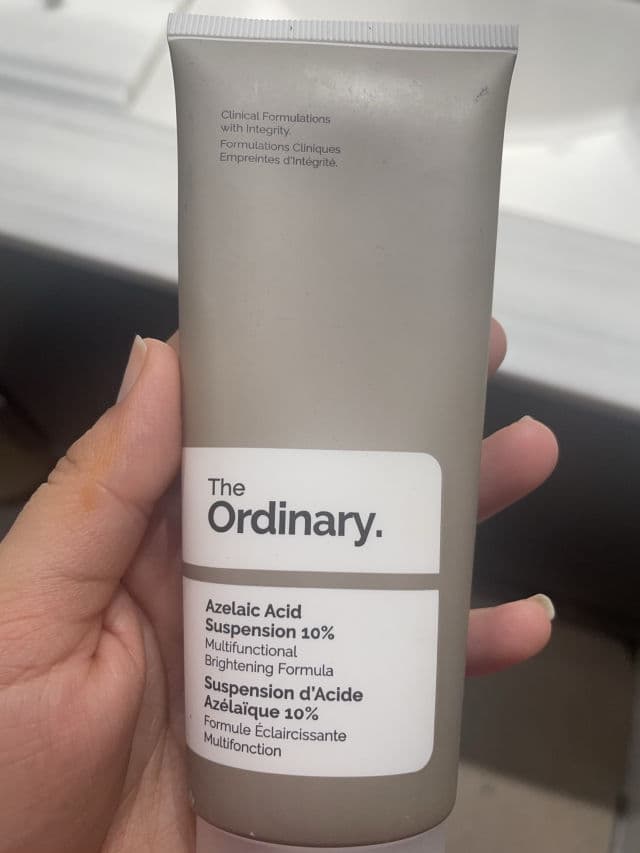 Clinical Formulations
with Integrity.
Formulations Cliniques
Empreintes d'Intégrité.
The
Ordinary.
Azelaic Acid
Suspension 10%
Multifunctional
Brightening Formula
Suspension d'Acide
Azélaïque 10%
Formule Éclaircissante
Multifonction